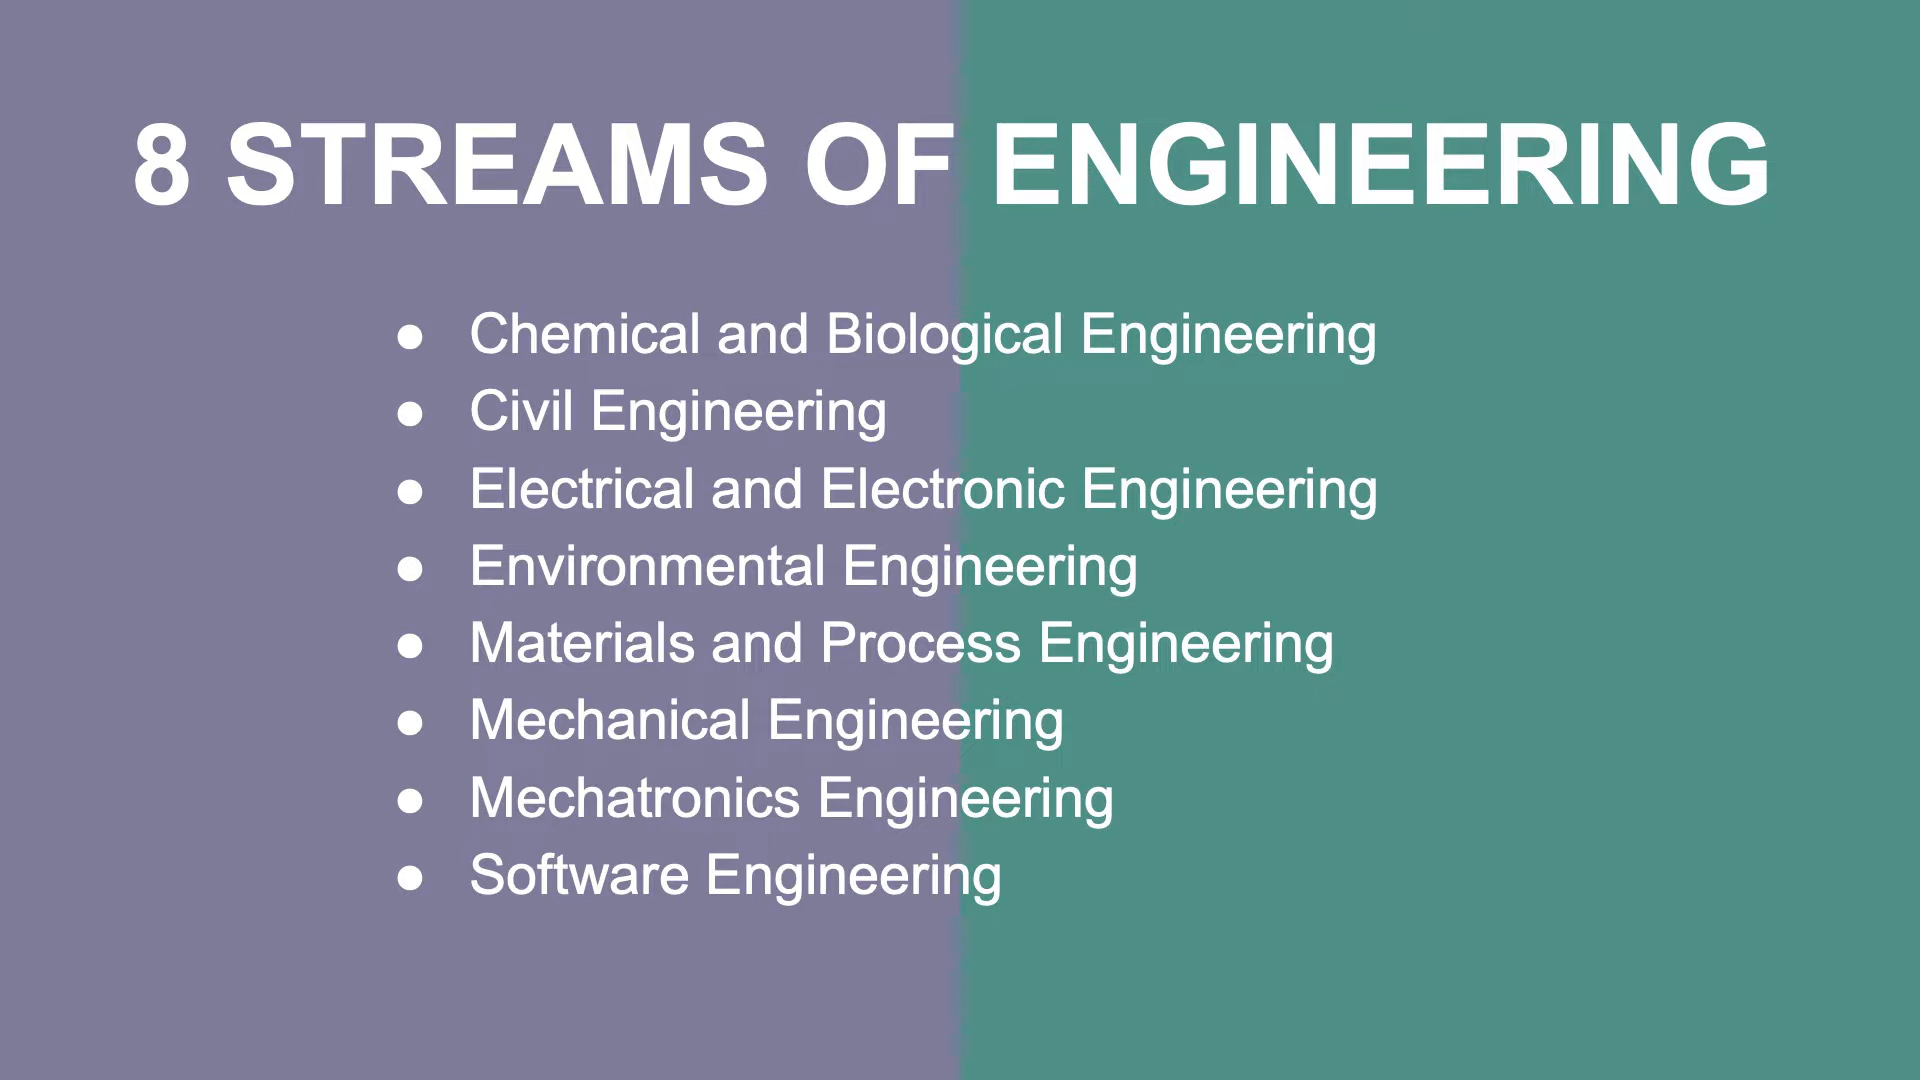 8 STREAMS OF ENGINEERING
● Chemical and Biological Engineering
● Civil Engineering
● Electrical and Electronic Engineering
● Environmental Engineering
● Materials and Process Engineering
● Mechanical Engineering
● Mechatronics Engineering
● Software Engineering